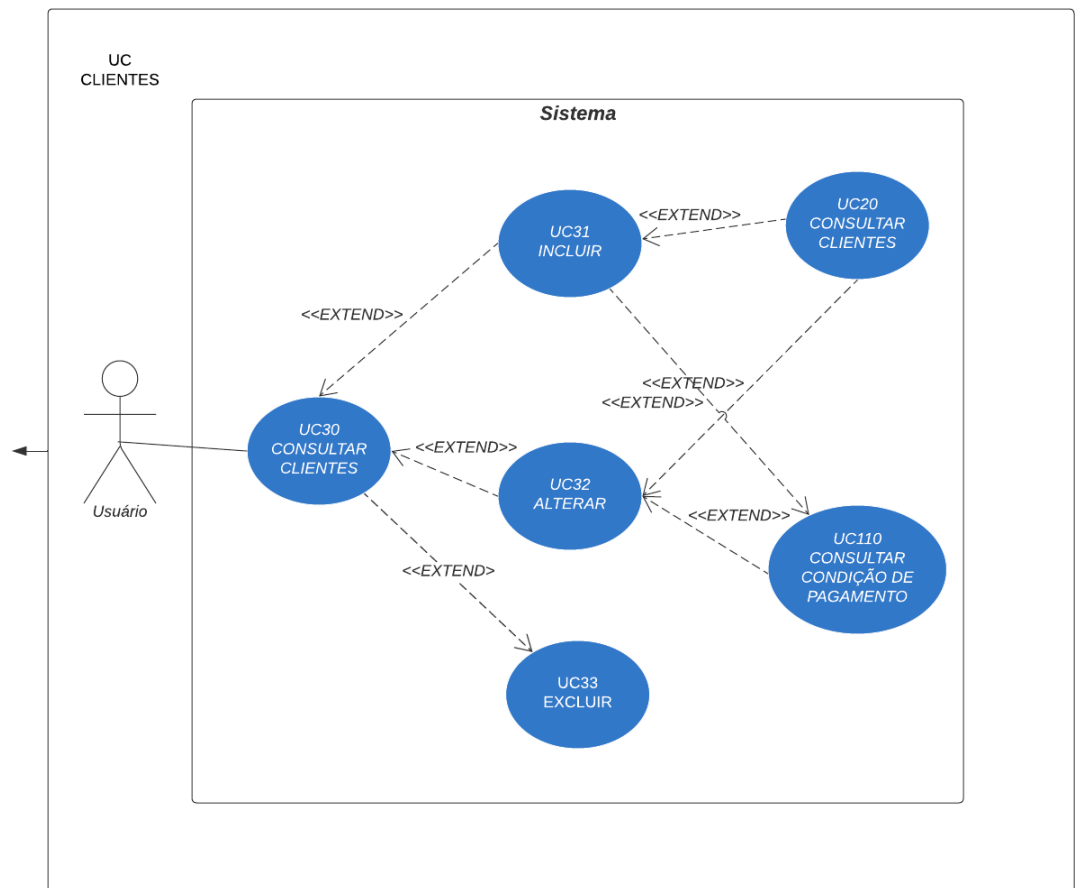 UC
CLIENTES
Sistema
UC31
INCLUIR
<<EXTEND>>
UC20
CONSULTAR
CLIENTES
<<EXTEND>>
<<EXTEND>>
<<EXTEND>>
UC30
CONSULTAR
CLIENTES
<<EXTEND>>
UC32
ALTERAR
<<EXTEND>>
Usuário
UC110
CONSULTAR
CONDIÇÃO DE
PAGAMENTO
<<EXTEND>
UC33
EXCLUIR